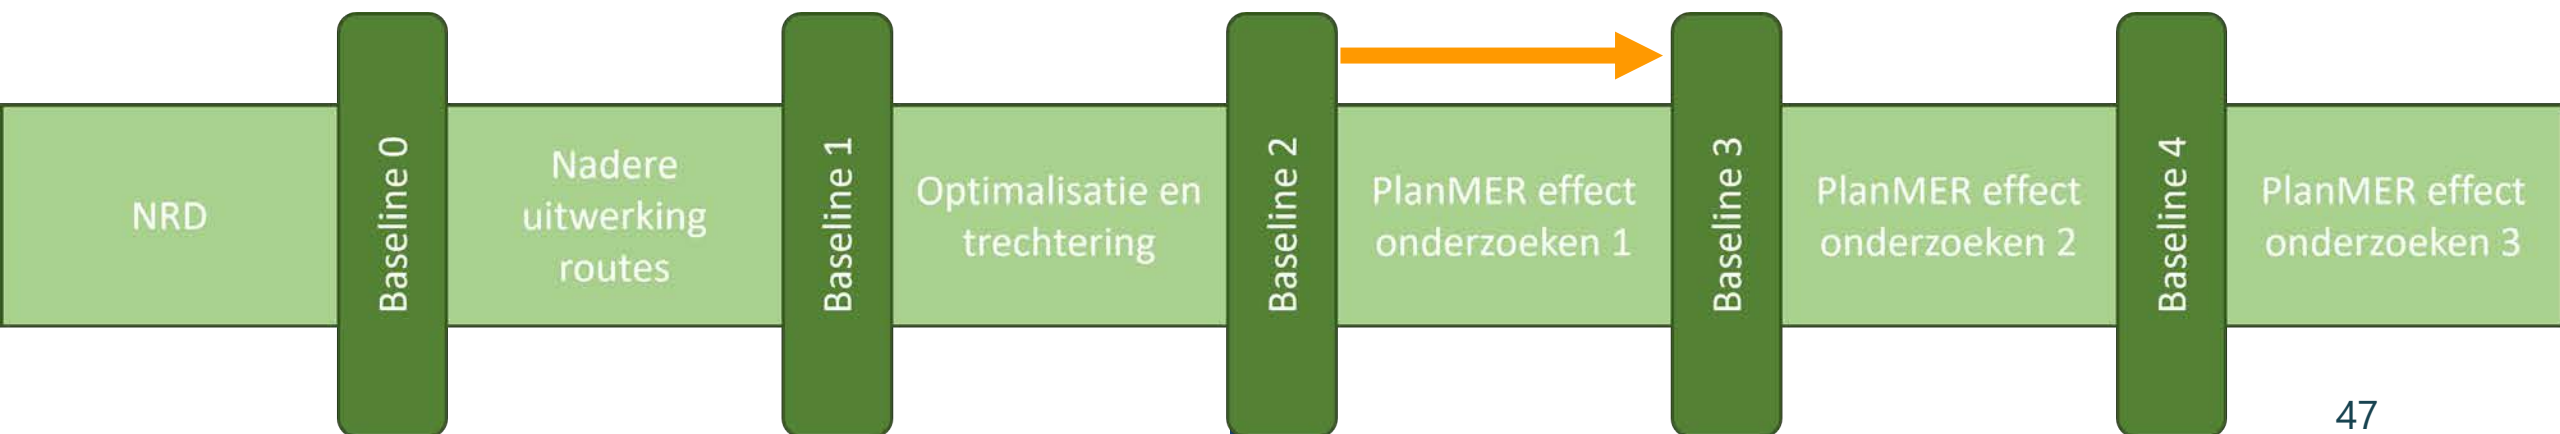 NRD
Baseline 0
Nadere
uitwerking
routes
Baseline 1
Optimalisatie en
trechtering
Baseline 2
PlanMER effect
onderzoeken 1
Baseline 3
PlanMER effect
onderzoeken 2
Baseline 4
PlanMER effect
onderzoeken 3
47